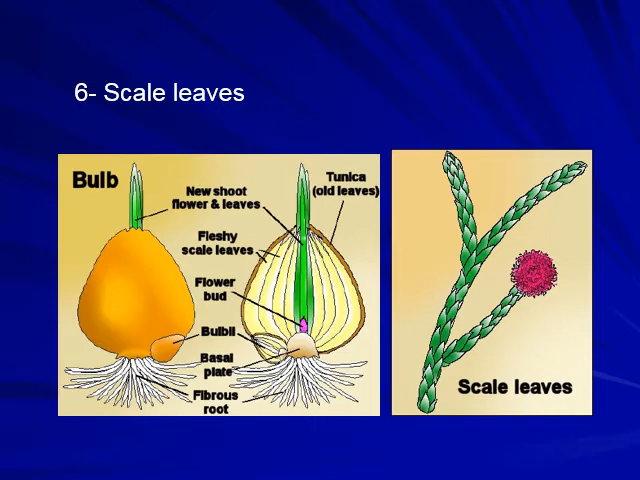 6- Scale leaves
Bulb
New shoot
flower & leaves
Tunica
(old leaves)
Fleshy
scale leaves
Flower
bud
Bulbil
Basal
plate
Fibrous
root
Scale leaves